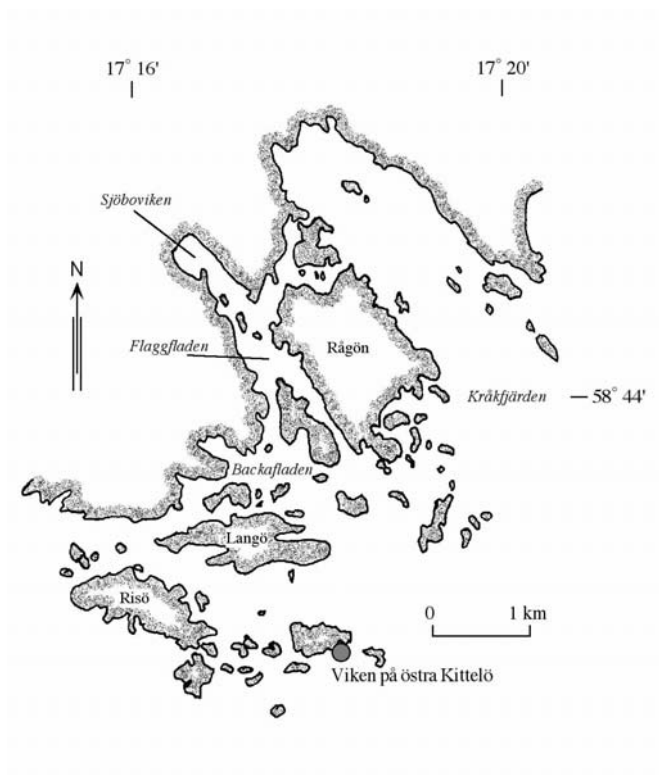 17° 16'
17° 20'
Sjöboviken
N
Flaggfladen
Rågön
Kråkfjärden
58° 44'
Backafladen
Langö
Risö
0
1 km
Viken på östra Kittelö